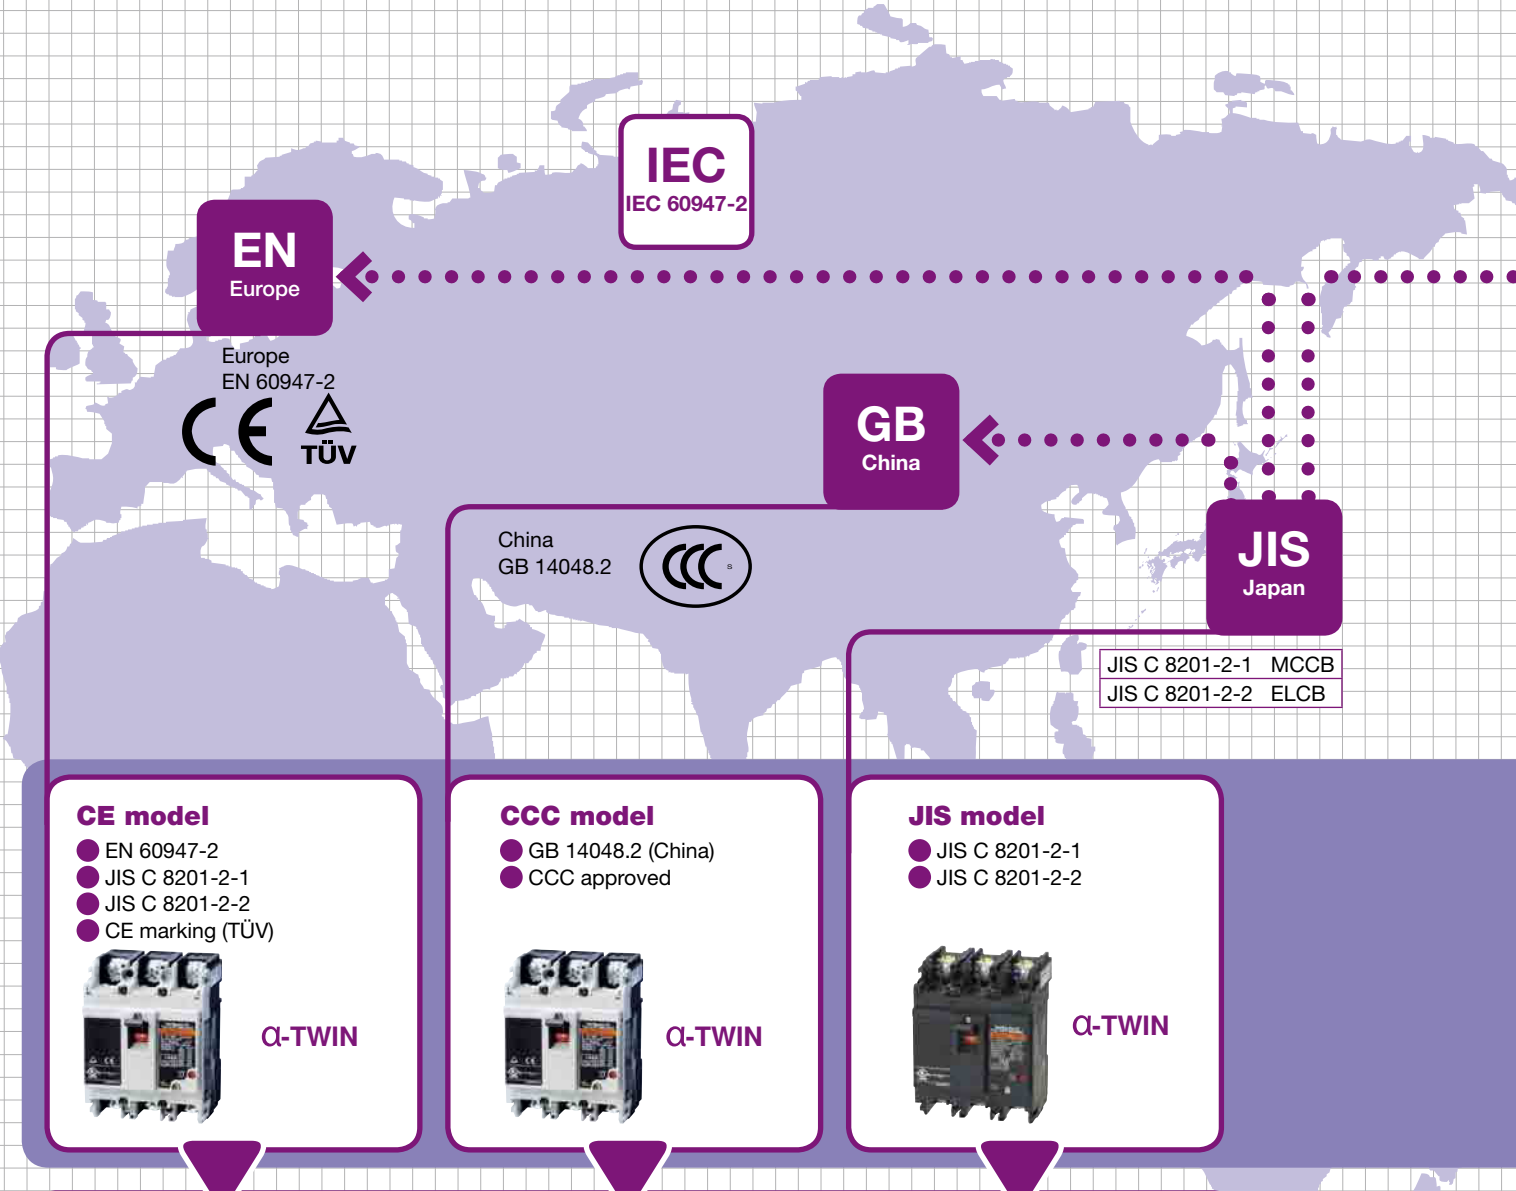 IEC
IEC 60947-2
EN
Europe
Europe
EN 60947-2
CE
TÜV
GB
China
China
GB 14048.2
CCC
S
JIS
Japan
JIS C 8201-2-1 MCCB
JIS C 8201-2-2 ELCB
CE model
EN 60947-2
JIS C 8201-2-1
JIS C 8201-2-2
CE marking (TÜV)
α-TWIN
CCC model
GB 14048.2 (China)
CCC approved
α-TWIN
JIS model
JIS C 8201-2-1
JIS C 8201-2-2
α-TWIN